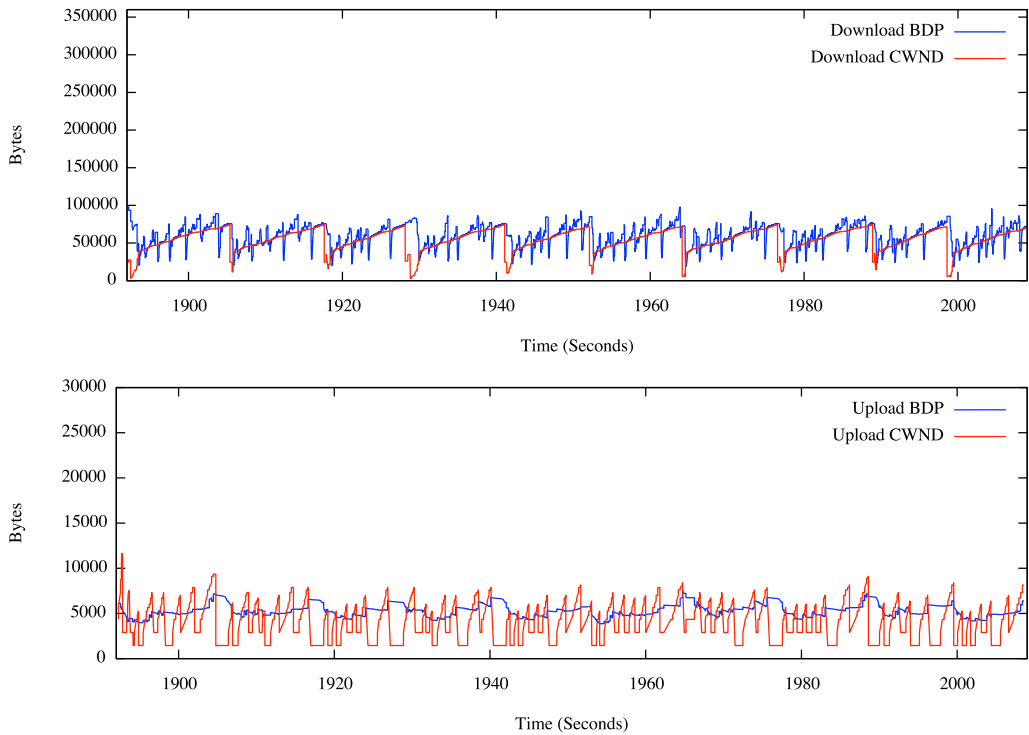 350000
300000
250000
200000
150000
100000
50000
0
Bytes
Download BDP
Download CWND
1900 1920 1940 1960 1980 2000
Time (Seconds)
30000
25000
20000
15000
10000
5000
0
Bytes
Upload BDP
Upload CWND
1900 1920 1940 1960 1980 2000
Time (Seconds)